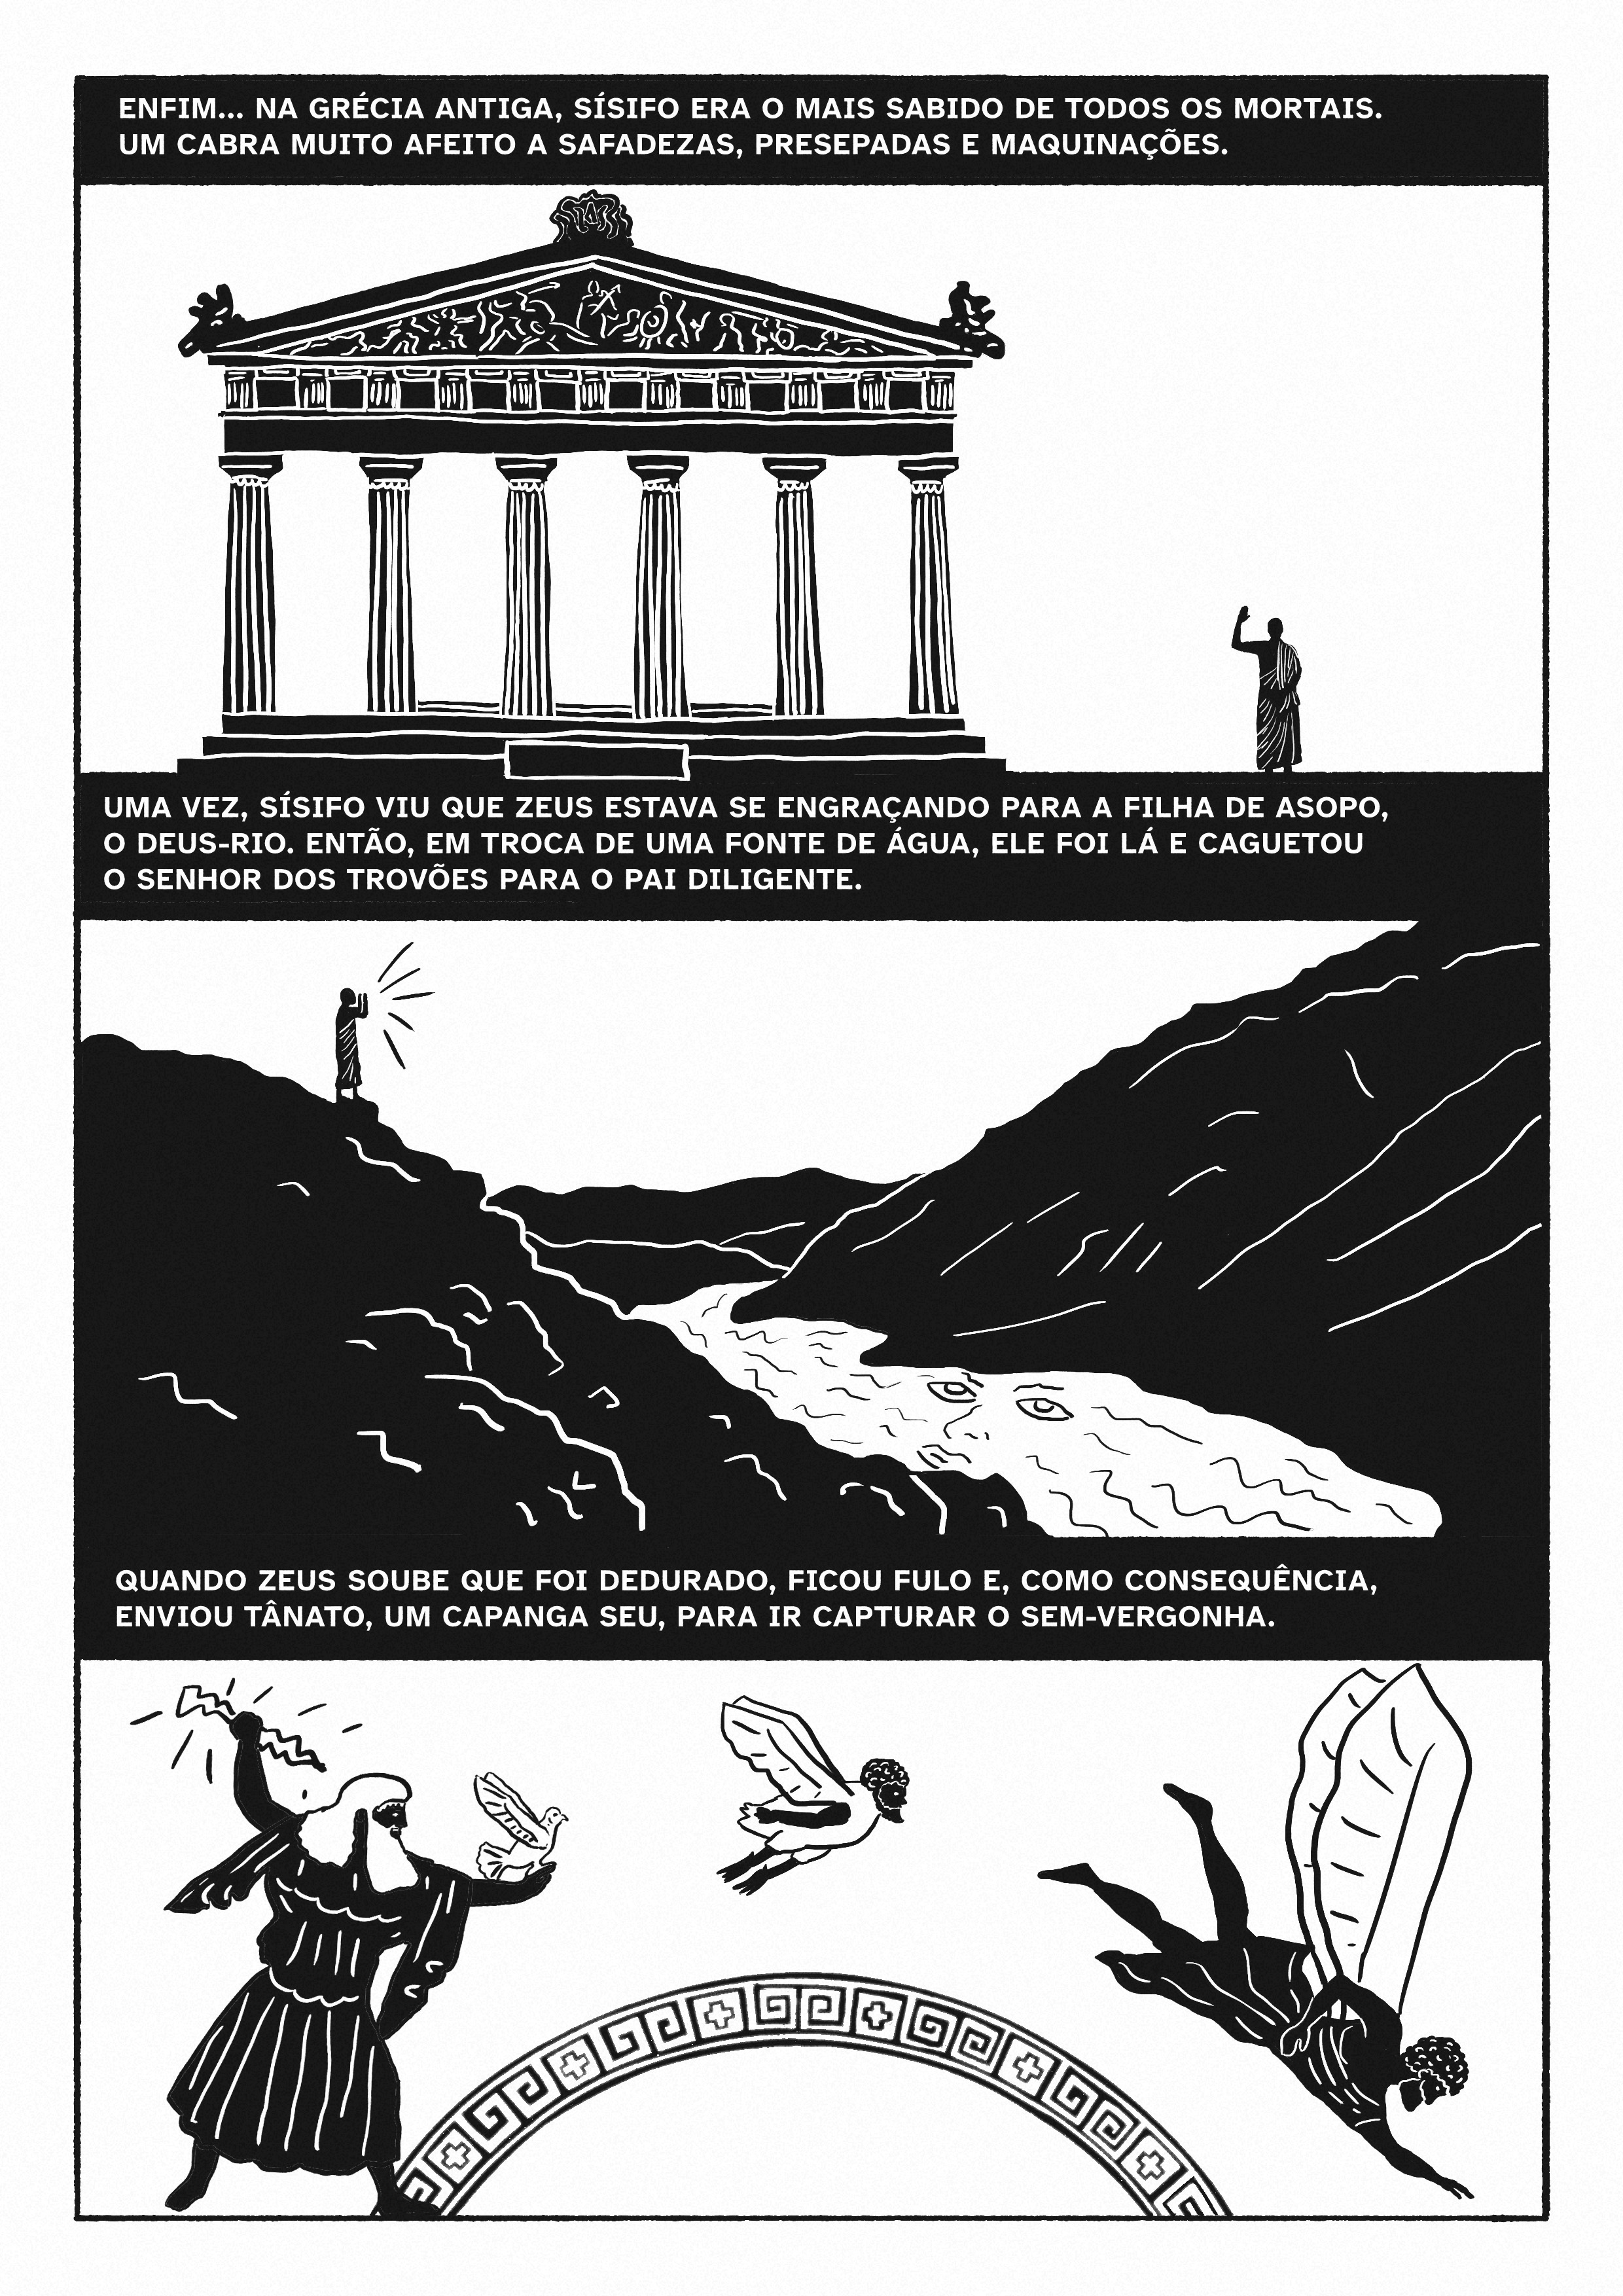 ENFIM... NA GRÉCIA ANTIGA, SÍSIFO ERA O MAIS SABIDO DE TODOS OS MORTAIS.
UM CABRA MUITO AFEITO A SAFADEZAS, PRESEPADAS E MAQUINAÇÕES.
UMA VEZ, SÍSIFO VIU QUE ZEUS ESTAVA SE ENGRAÇANDO PARA A FILHA DE ASOPO,
O DEUS-RIO. ENTÃO, EM TROCA DE UMA FONTE DE ÁGUA, ELE FOI LÁ E CAGUETOU
O SENHOR DOS TROVÕES PARA O PAI DILIGENTE.
QUANDO ZEUS SOUBE QUE FOI DEDURADO, FICOU FULO E, COMO CONSEQUÊNCIA,
ENVIOU TÂNATO, UM CAPANGA SEU, PARA IR CAPTURAR O SEM-VERGONHA.